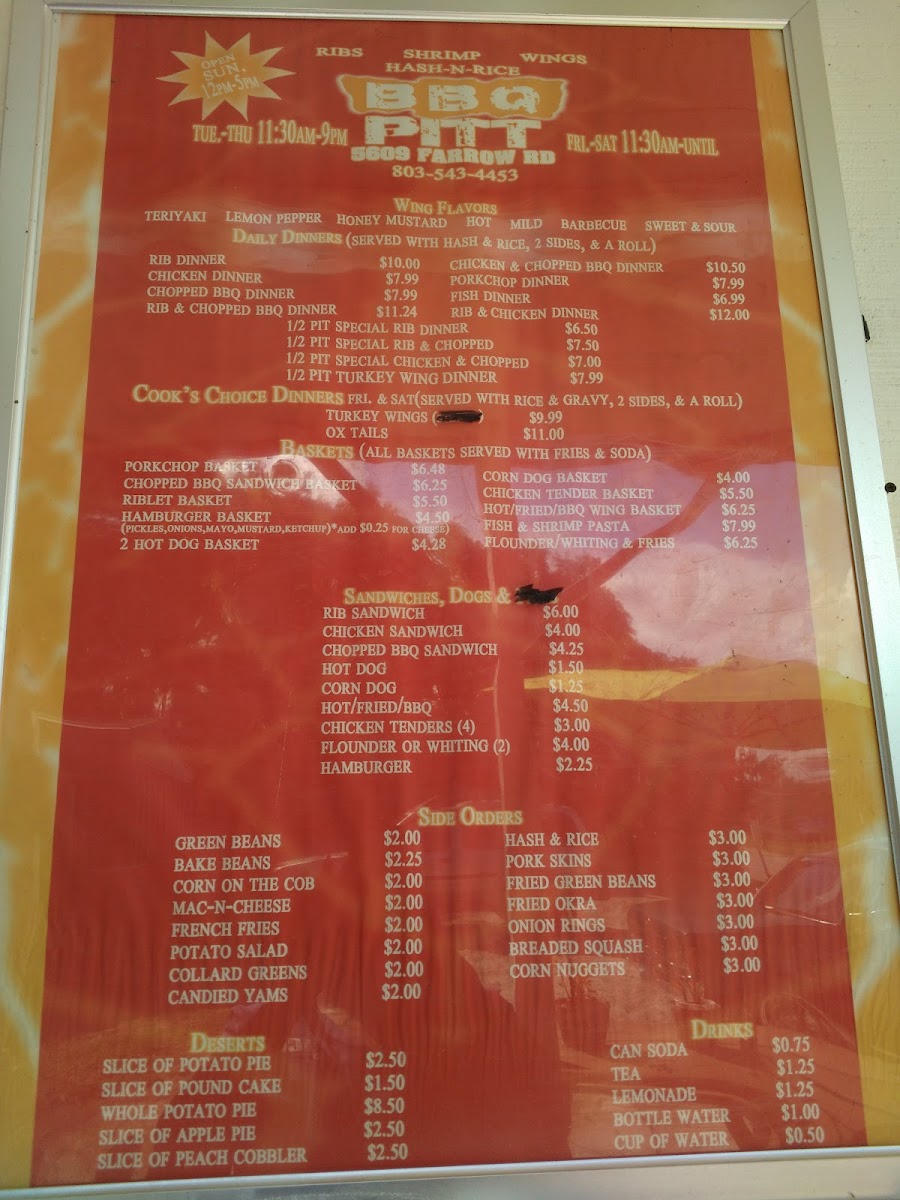 OPEN
SUN.
12PM-5PM
RIBS SHRIMP WINGS
HASH-N-RICE
BBQ
PITT
TUE.-THU 11:30AM-9PM
FRI.-SAT 11:30AM-UNTIL
5609 FARROW RD
803-543-4453
WING FLAVORS
TERIYAKI LEMON PEPPER HONEY MUSTARD HOT MILD BARBECUE SWEET & SOUR
DAILY DINNERS (SERVED WITH HASH & RICE, 2 SIDES, & A ROLL)
RIB DINNER $10.00
CHICKEN DINNER $7.99
CHOPPED BBQ DINNER $7.99
RIB & CHOPPED BBQ DINNER $11.24
CHICKEN & CHOPPED BBQ DINNER $10.50
PORKCHOP DINNER $7.99
FISH DINNER $6.99
RIB & CHICKEN DINNER $12.00
1/2 PIT SPECIAL RIB DINNER $6.50
1/2 PIT SPECIAL RIB & CHOPPED $7.50
1/2 PIT SPECIAL CHICKEN & CHOPPED $7.00
1/2 PIT TURKEY WING DINNER $7.99
COOK'S CHOICE DINNERS FRI. & SAT(SERVED WITH RICE & GRAVY, 2 SIDES, & A ROLL)
TURKEY WINGS ( $9.99
OX TAILS $11.00
BASKETS (ALL BASKETS SERVED WITH FRIES & SODA)
PORKCHOP BASKET $6.48
CHOPPED BBQ SANDWICH BASKET $6.25
RIBLET BASKET $5.50
HAMBURGER BASKET $4.50
(PICKLES,ONIONS,MAYO,MUSTARD,KETCHUP)*ADD $0.25 FOR CHEESE)
2 HOT DOG BASKET $4.28
CORN DOG BASKET $4.00
CHICKEN TENDER BASKET $5.50
HOT/FRIED/BBQ WING BASKET $6.25
FISH & SHRIMP PASTA $7.99
FLOUNDER/WHITING & FRIES $6.25
SANDWICHES, DOGS &
RIB SANDWICH $6.00
CHICKEN SANDWICH $4.00
CHOPPED BBQ SANDWICH $4.25
HOT DOG $1.50
CORN DOG $1.25
HOT/FRIED/BBQ $4.50
CHICKEN TENDERS (4) $3.00
FLOUNDER OR WHITING (2) $4.00
HAMBURGER $2.25
SIDE ORDERS
GREEN BEANS $2.00
BAKE BEANS $2.25
CORN ON THE COB $2.00
MAC-N-CHEESE $2.00
FRENCH FRIES $2.00
POTATO SALAD $2.00
COLLARD GREENS $2.00
CANDIED YAMS $2.00
HASH & RICE $3.00
PORK SKINS $3.00
FRIED GREEN BEANS $3.00
FRIED OKRA $3.00
ONION RINGS $3.00
BREADED SQUASH $3.00
CORN NUGGETS $3.00
DESERTS
SLICE OF POTATO PIE $2.50
SLICE OF POUND CAKE $1.50
WHOLE POTATO PIE $8.50
SLICE OF APPLE PIE $2.50
SLICE OF PEACH COBBLER $2.50
DRINKS
CAN SODA $0.75
TEA $1.25
LEMONADE $1.25
BOTTLE WATER $1.00
CUP OF WATER $0.50